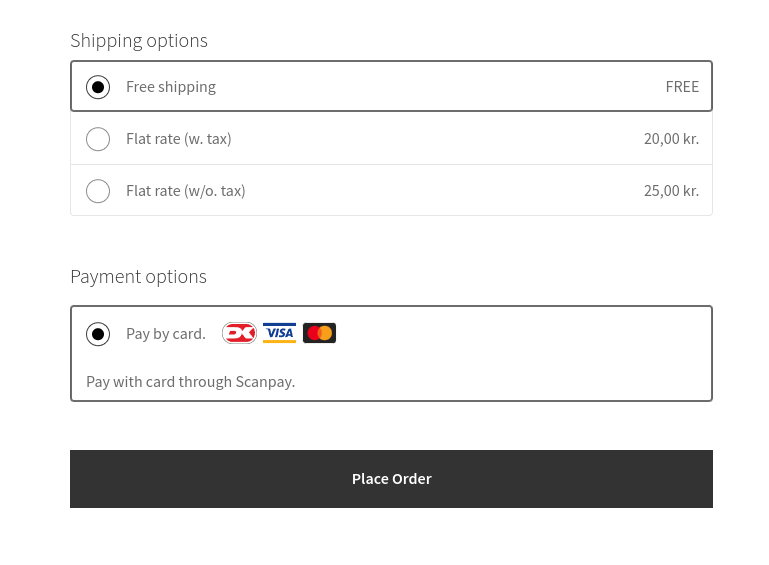 Shipping options
Free shipping FREE
Flat rate (w. tax) 20,00 kr.
Flat rate (w/o. tax) 25,00 kr.
Payment options
Pay by card. DK VISA
Pay with card through Scanpay.
Place Order